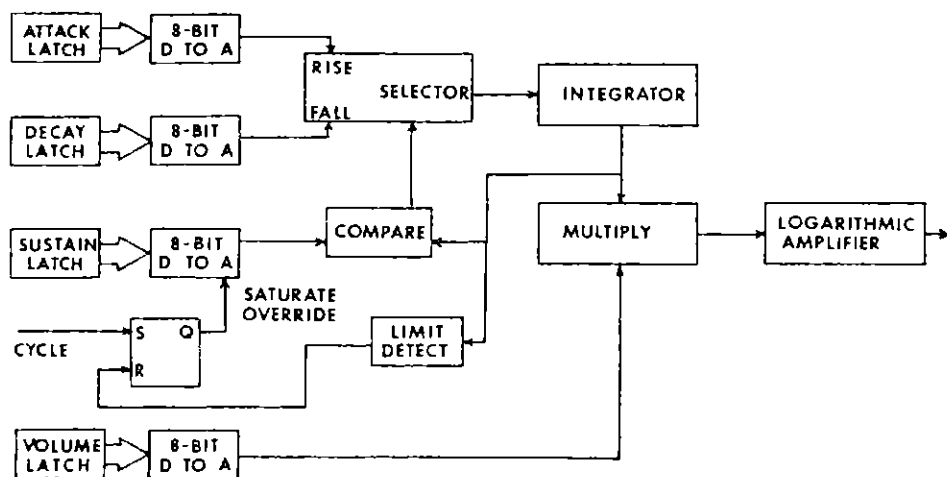 ATTACK
LATCH
8-BIT
D TO A
RISE
SELECTOR
FALL
INTEGRATOR
DECAY
LATCH
8-BIT
D TO A
SUSTAIN
LATCH
8-BIT
D TO A
COMPARE
MULTIPLY
LOGARITHMIC
AMPLIFIER
SATURATE
OVERRIDE
CYCLE
S
Q
R
LIMIT
DETECT
VOLUME
LATCH
8-BIT
D TO A